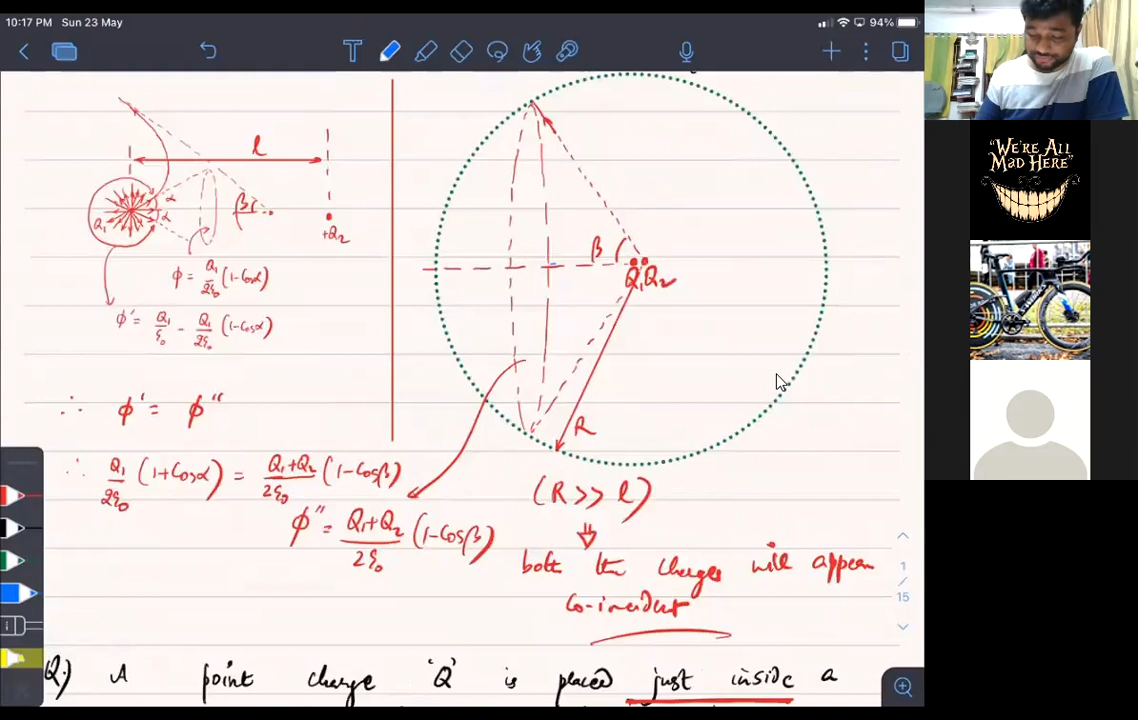 10:17 PM Sun 23 May
94%
T
l
Q₁
α
α
β
+Q₂
ϕ = Q₁/2ε₀ (1-Cosα)
ϕ' = Q₁/ε₀ - Q₁/2ε₀ (1-Cosα)
∴ ϕ' = ϕ"
∴ Q₁/2ε₀ (1+Cosα) = Q₁+Q₂/2ε₀ (1-Cosβ)
ϕ" = Q₁+Q₂/2ε₀ (1-Cosβ)
β
Q₁Q₂
R
(R >> l)
⇓
both the charges will appear
Co-incident
1
/
15
Q.) A point charge 'Q' is placed just inside a
"WE'RE ALL
MAD HERE"